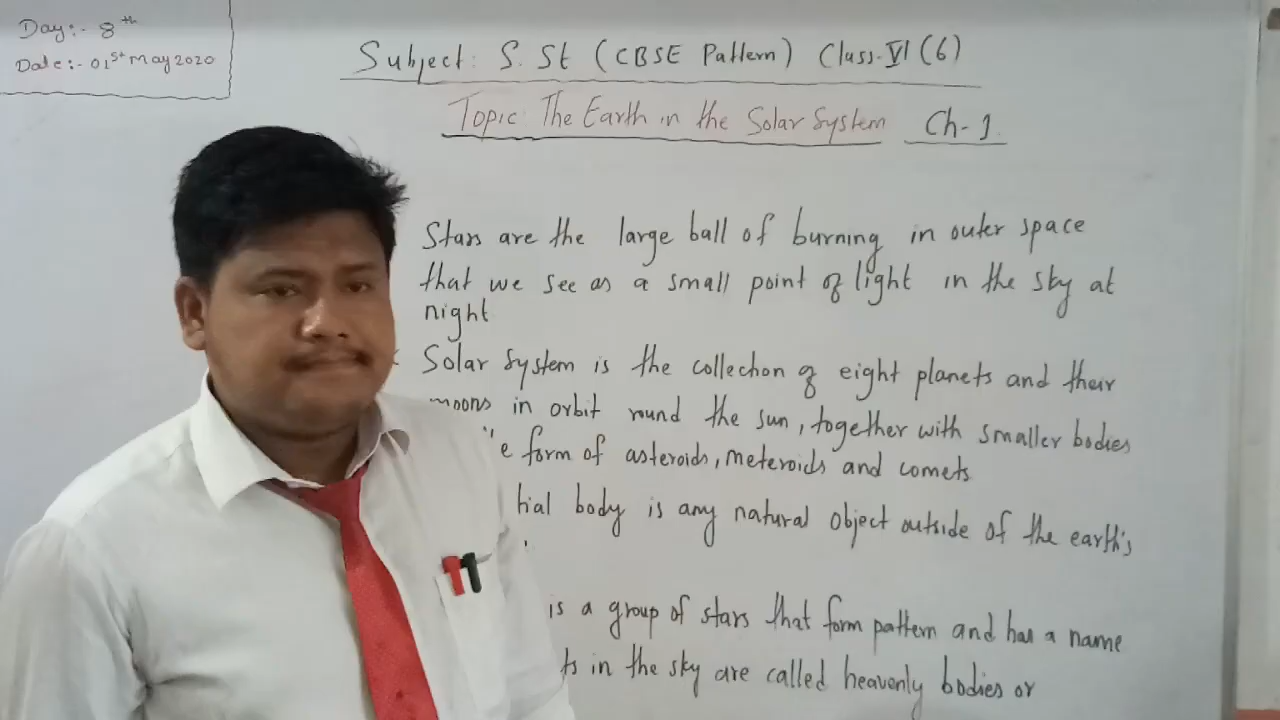 Day:- 8th
Date:- 01st May 2020
Subject: S. St (CBSE Pattern) Class-VI (6)
Topic: The Earth in the Solar System Ch-1
Stars are the large ball of burning in outer space
that we see as a small point of light in the sky at
night
Solar System is the collection of eight planets and their
moons in orbit round the sun, together with smaller bodies
form of asteroids, meteroids and comets
body is any natural object outside of the earth's
is a group of stars that form pattern and has a name
in the sky are called heavenly bodies or